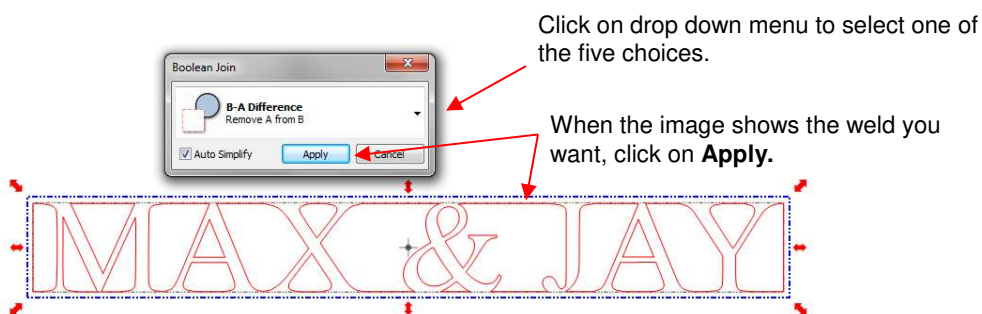 Click on drop down menu to select one of
the five choices.
Boolean Join
B-A Difference
Remove A from B
Auto Simplify
Apply
Cancel
When the image shows the weld you
want, click on Apply.
MAX & JAY